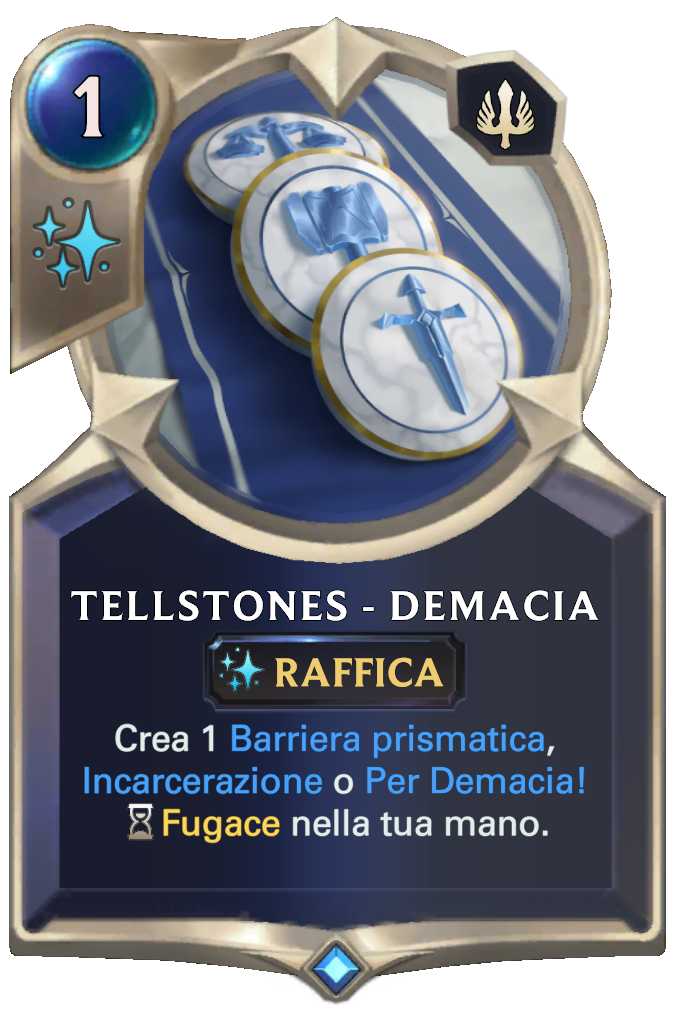 1
TELLSTONES - DEMACIA
RAFFICA
Crea 1 Barriera prismatica,
Incarcerazione o Per Demacia!
Fugace nella tua mano.